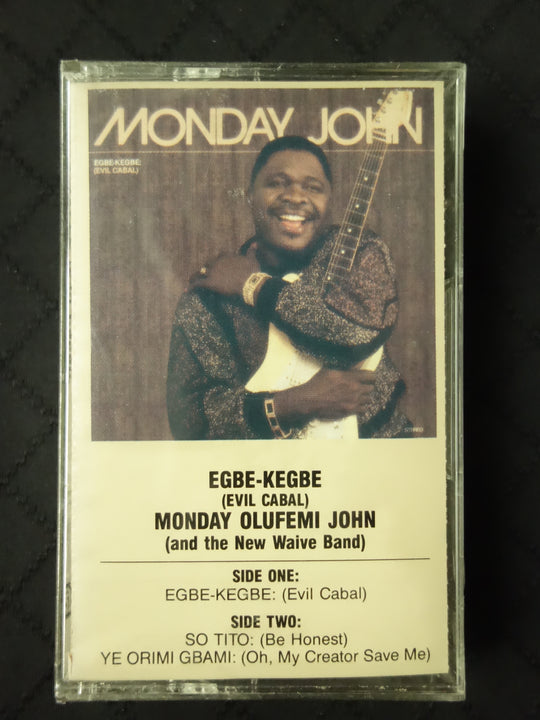 MONDAY JOHN
EGBE-KEGBE:
(EVIL CABAL)
STEREO
EGBE-KEGBE
(EVIL CABAL)
MONDAY OLUFEMI JOHN
(and the New Waive Band)
SIDE ONE:
EGBE-KEGBE: (Evil Cabal)
SIDE TWO:
SO TITO: (Be Honest)
YE ORIMI GBAMI: (Oh, My Creator Save Me)